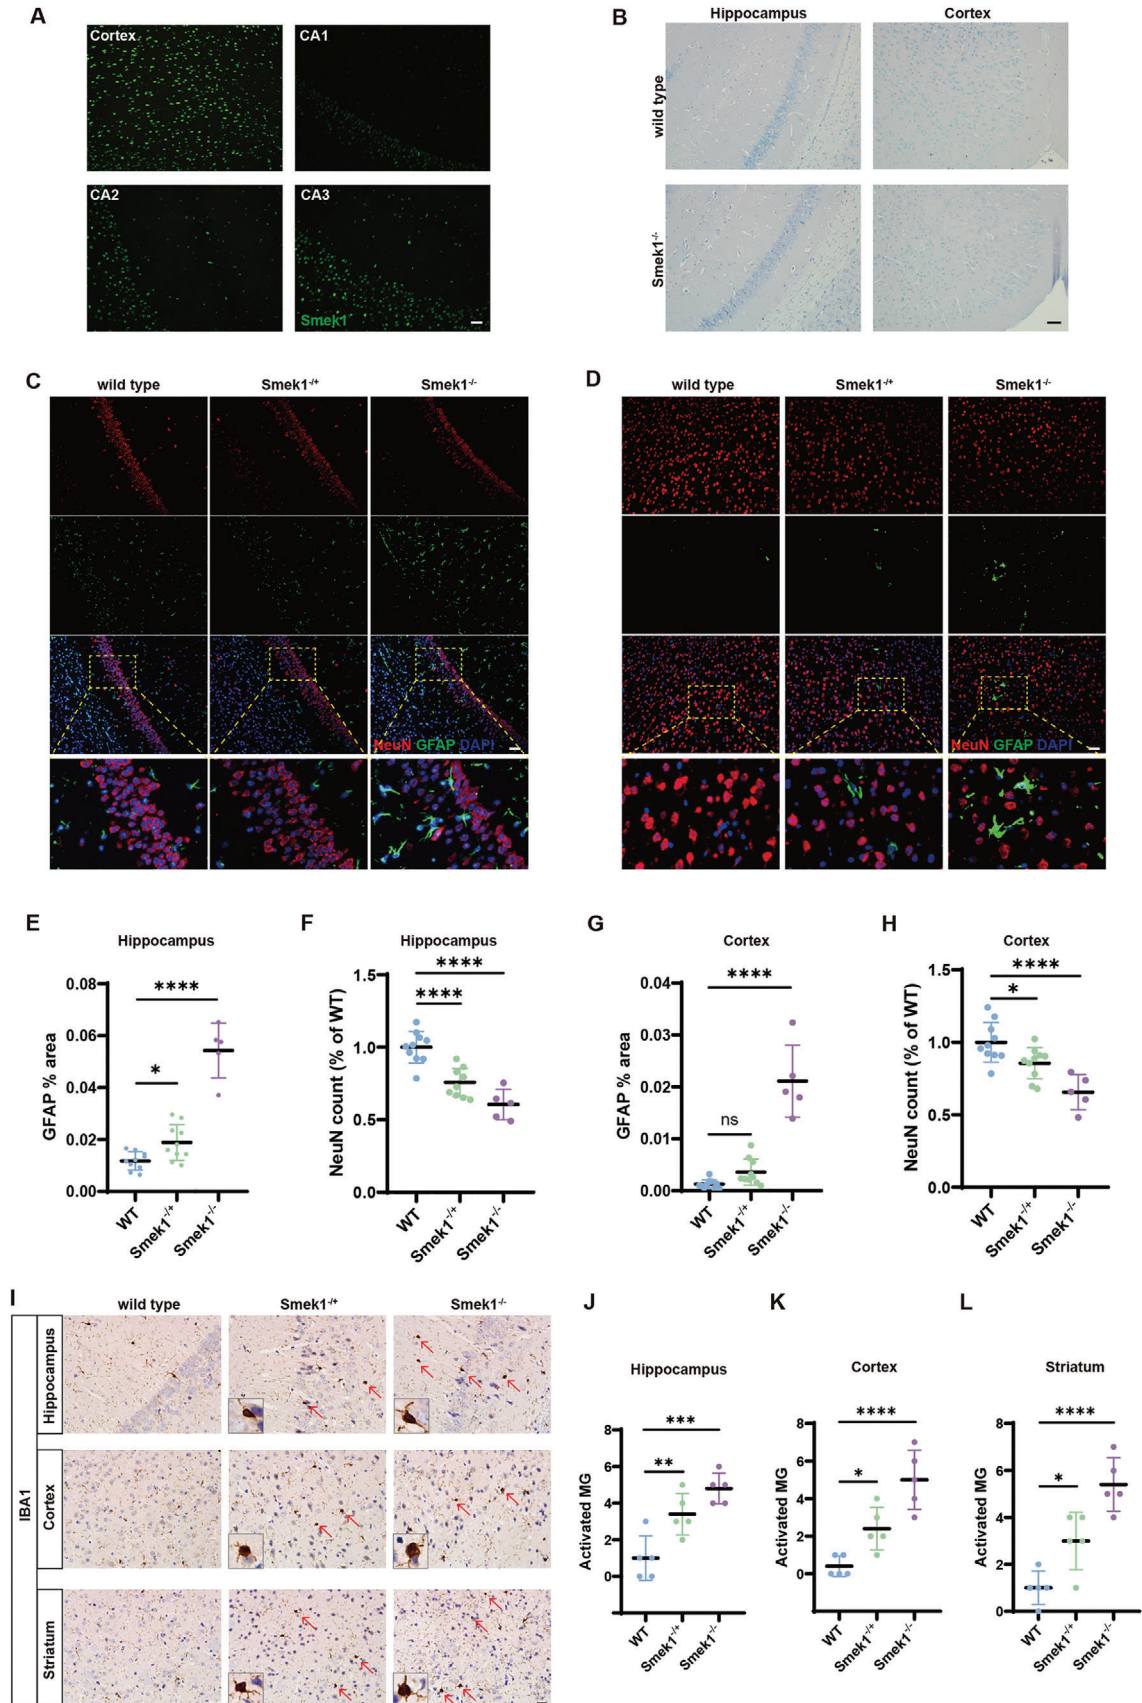 A
Cortex
CA1
CA2
CA3
Smek1
B
Hippocampus
Cortex
wild type
Smek1-/-
C
wild type
Smek1-/+
Smek1-/-
NeuN GFAP DAPI
D
wild type
Smek1-/+
Smek1-/-
NeuN GFAP DAPI
E
Hippocampus
****
*
GFAP % area
0.08
0.06
0.04
0.02
0.00
WT
Smek1-/+
Smek1-/-
F
Hippocampus
****
****
NeuN count (% of WT)
1.5
1.0
0.5
0.0
WT
Smek1-/+
Smek1-/-
G
Cortex
****
ns
GFAP % area
0.04
0.03
0.02
0.01
0.00
WT
Smek1-/+
Smek1-/-
H
Cortex
****
*
NeuN count (% of WT)
1.5
1.0
0.5
0.0
WT
Smek1-/+
Smek1-/-
I
wild type
Smek1-/+
Smek1-/-
IBA1
Hippocampus
Cortex
Striatum
J
Hippocampus
***
**
Activated MG
8
6
4
2
0
WT
Smek1-/+
Smek1-/-
K
Cortex
****
*
Activated MG
8
6
4
2
0
WT
Smek1-/+
Smek1-/-
L
Striatum
****
*
Activated MG
8
6
4
2
0
WT
Smek1-/+
Smek1-/-